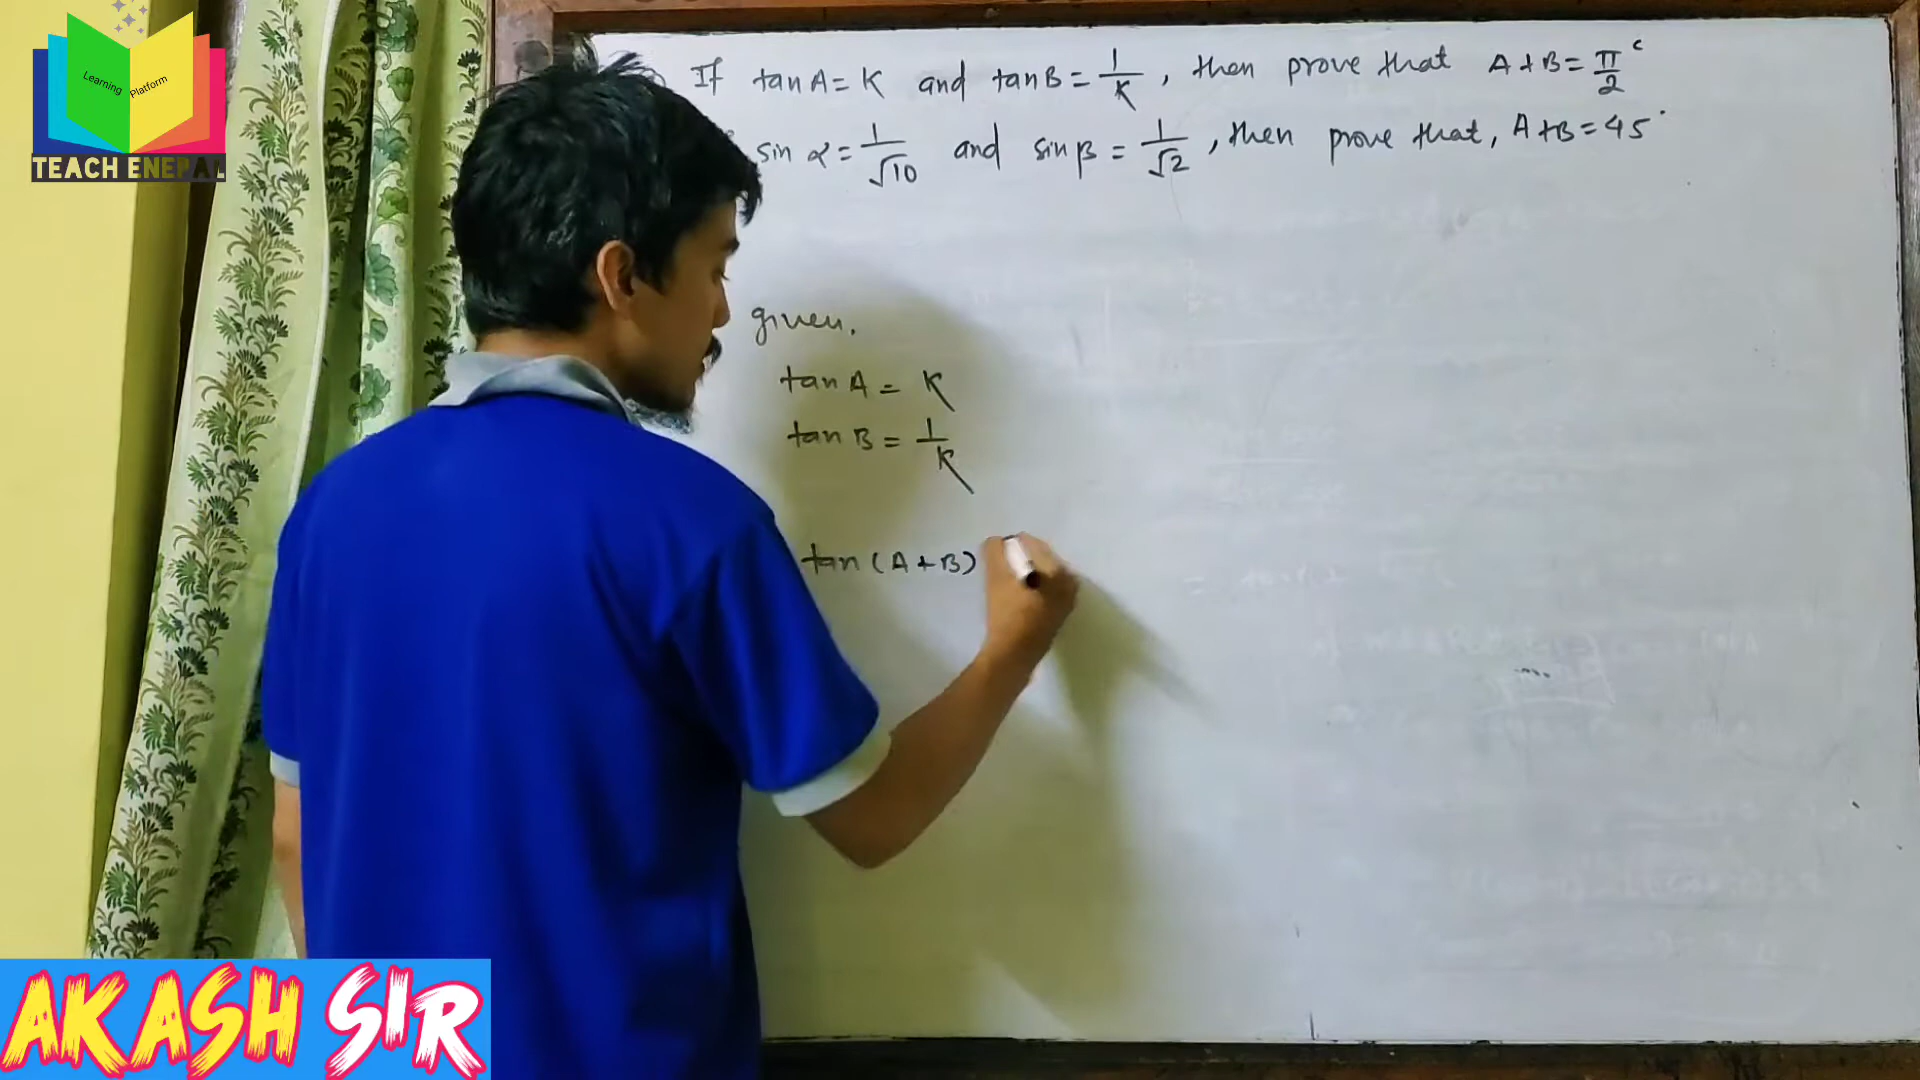 Learning Platform
TEACH ENEPAL
If tan A = K and tan B = 1/K, then prove that A + B = π/2 ᶜ
sin α = 1/√10 and sin β = 1/√2, then prove that, A + B = 45°
given,
tan A = K
tan B = 1/K
tan (A + B)
AKASH SIR